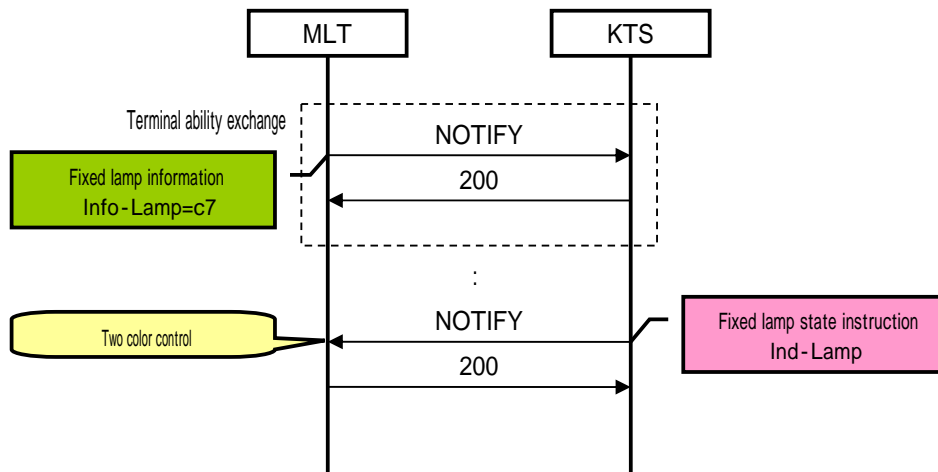 MLT
KTS
Terminal ability exchange
NOTIFY
Fixed lamp information
Info-Lamp=c7
200
:
NOTIFY
Two color control
Fixed lamp state instruction
Ind-Lamp
200